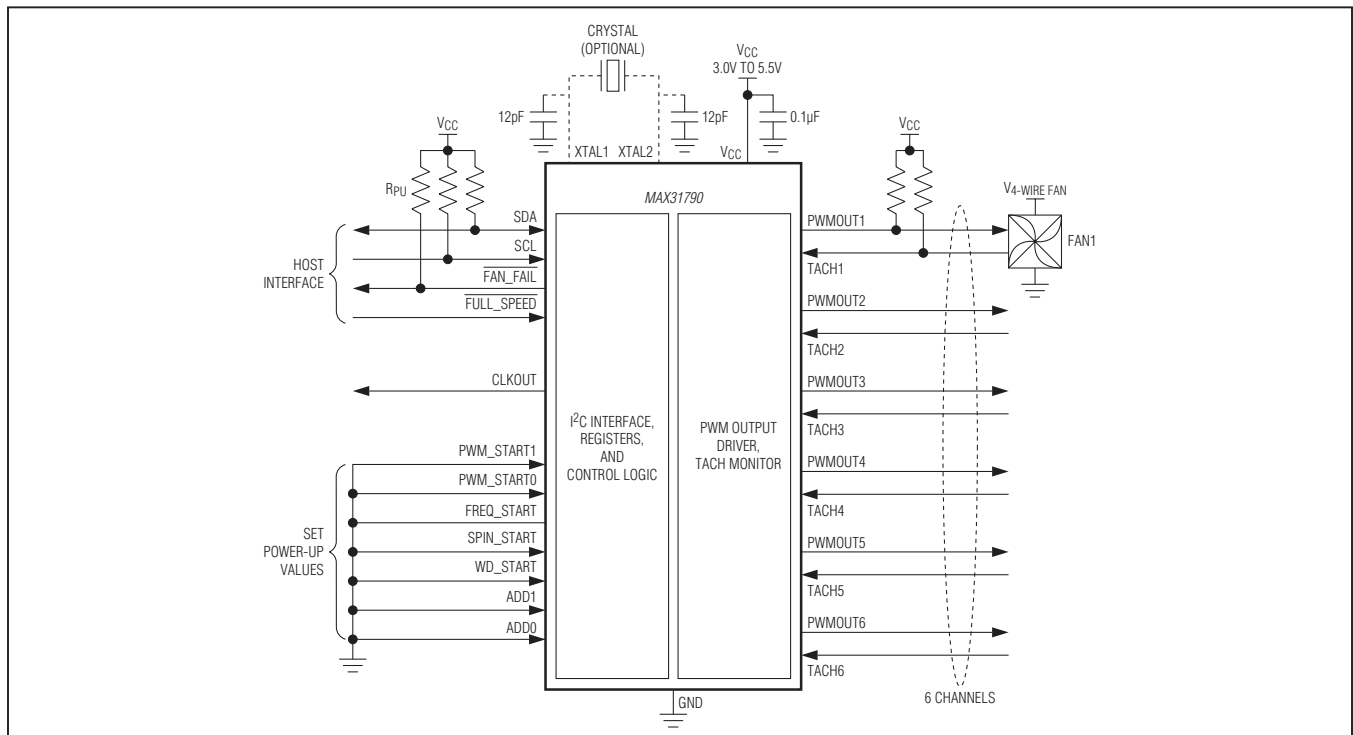 CRYSTAL
(OPTIONAL)
VCC
3.0V TO 5.5V
12pF
12pF
0.1µF
VCC
VCC
XTAL1
XTAL2
VCC
RPU
MAX31790
V4-WIRE FAN
SDA
PWMOUT1
FAN1
SCL
TACH1
HOST
INTERFACE
FAN_FAIL
FULL_SPEED
PWMOUT2
TACH2
CLKOUT
PWMOUT3
TACH3
I2C INTERFACE,
REGISTERS,
AND
CONTROL LOGIC
PWM OUTPUT
DRIVER,
TACH MONITOR
PWM_START1
PWMOUT4
PWM_START0
TACH4
FREQ_START
SET
POWER-UP
VALUES
SPIN_START
PWMOUT5
WD_START
TACH5
ADD1
PWMOUT6
ADD0
TACH6
GND
6 CHANNELS